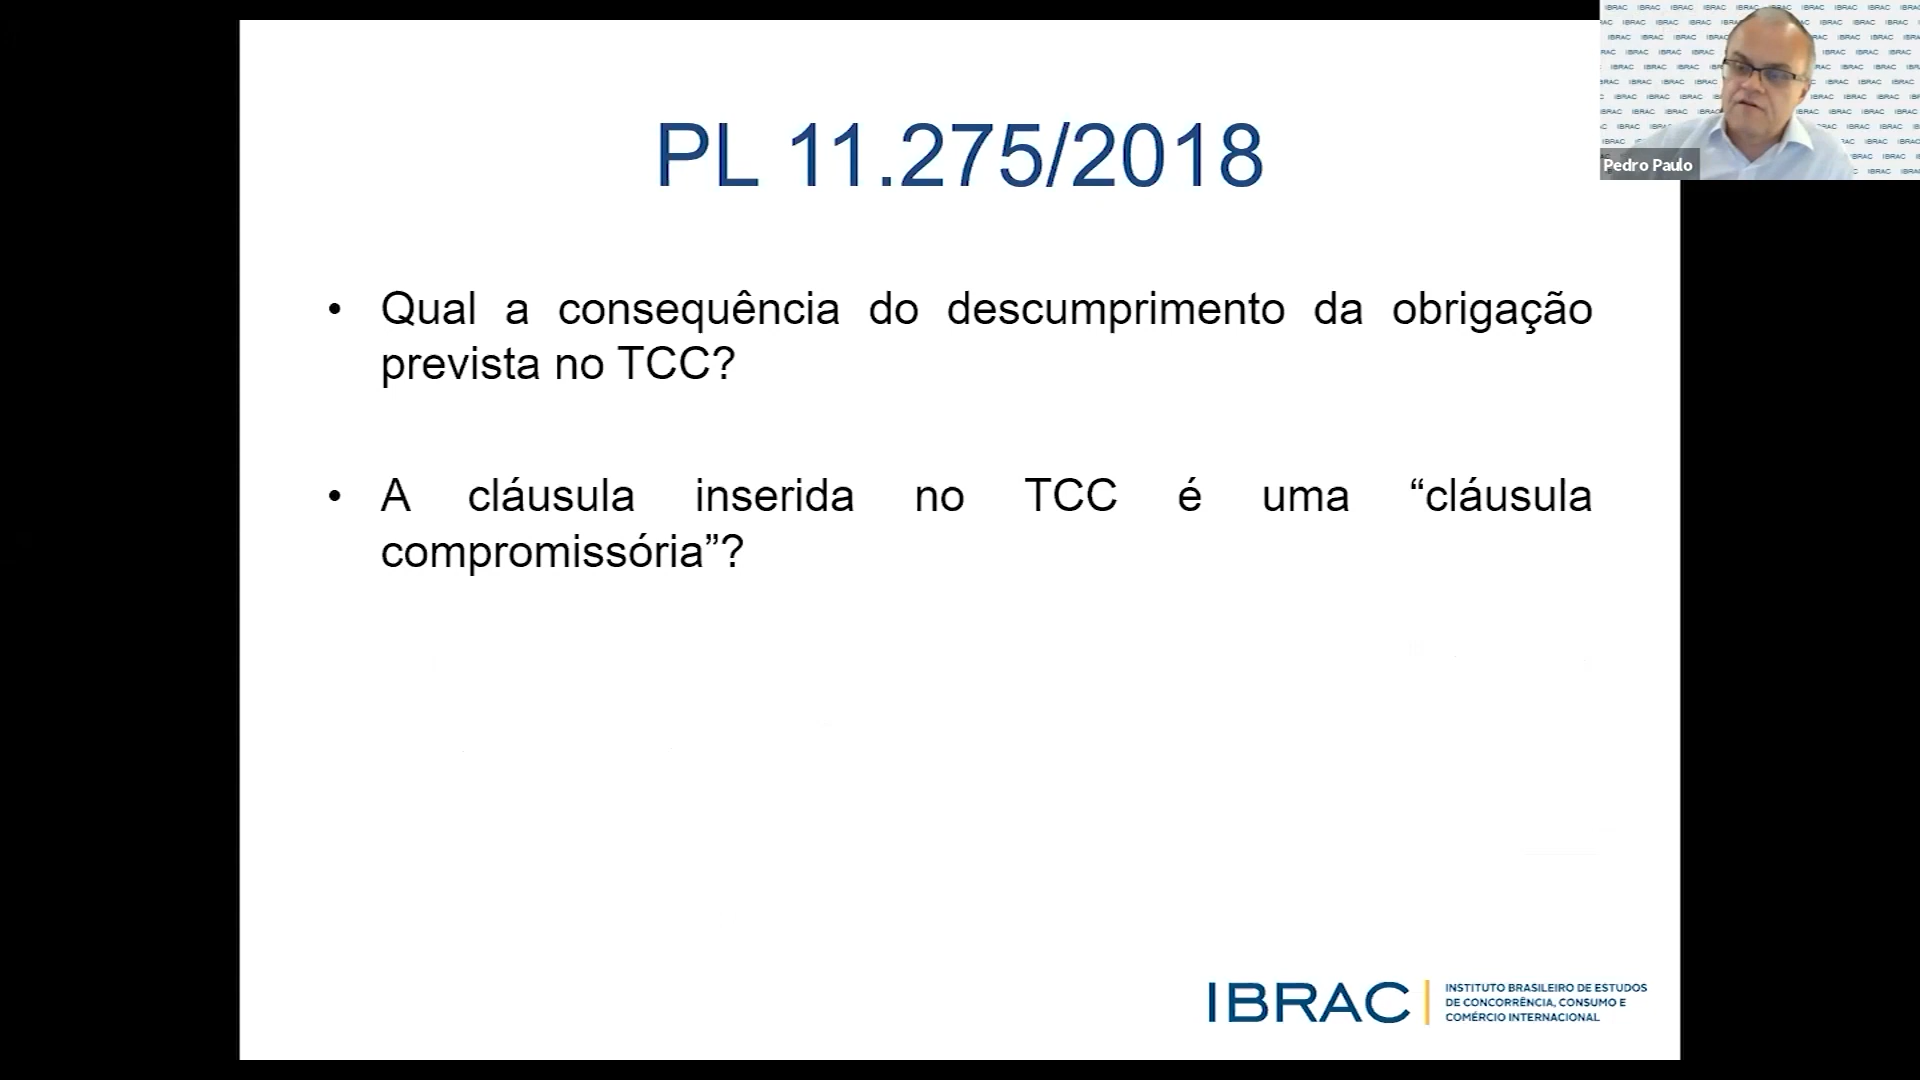 PL 11.275/2018
• Qual a consequência do descumprimento da obrigação
prevista no TCC?
• A cláusula inserida no TCC é uma “cláusula
compromissória”?
Pedro Paulo
IBRAC
INSTITUTO BRASILEIRO DE ESTUDOS
DE CONCORRÊNCIA, CONSUMO E
COMÉRCIO INTERNACIONAL